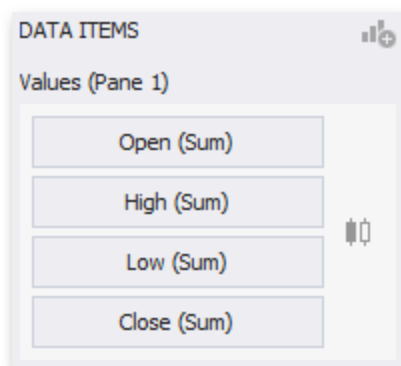 DATA ITEMS
Values (Pane 1)
Open (Sum)
High (Sum)
Low (Sum)
Close (Sum)